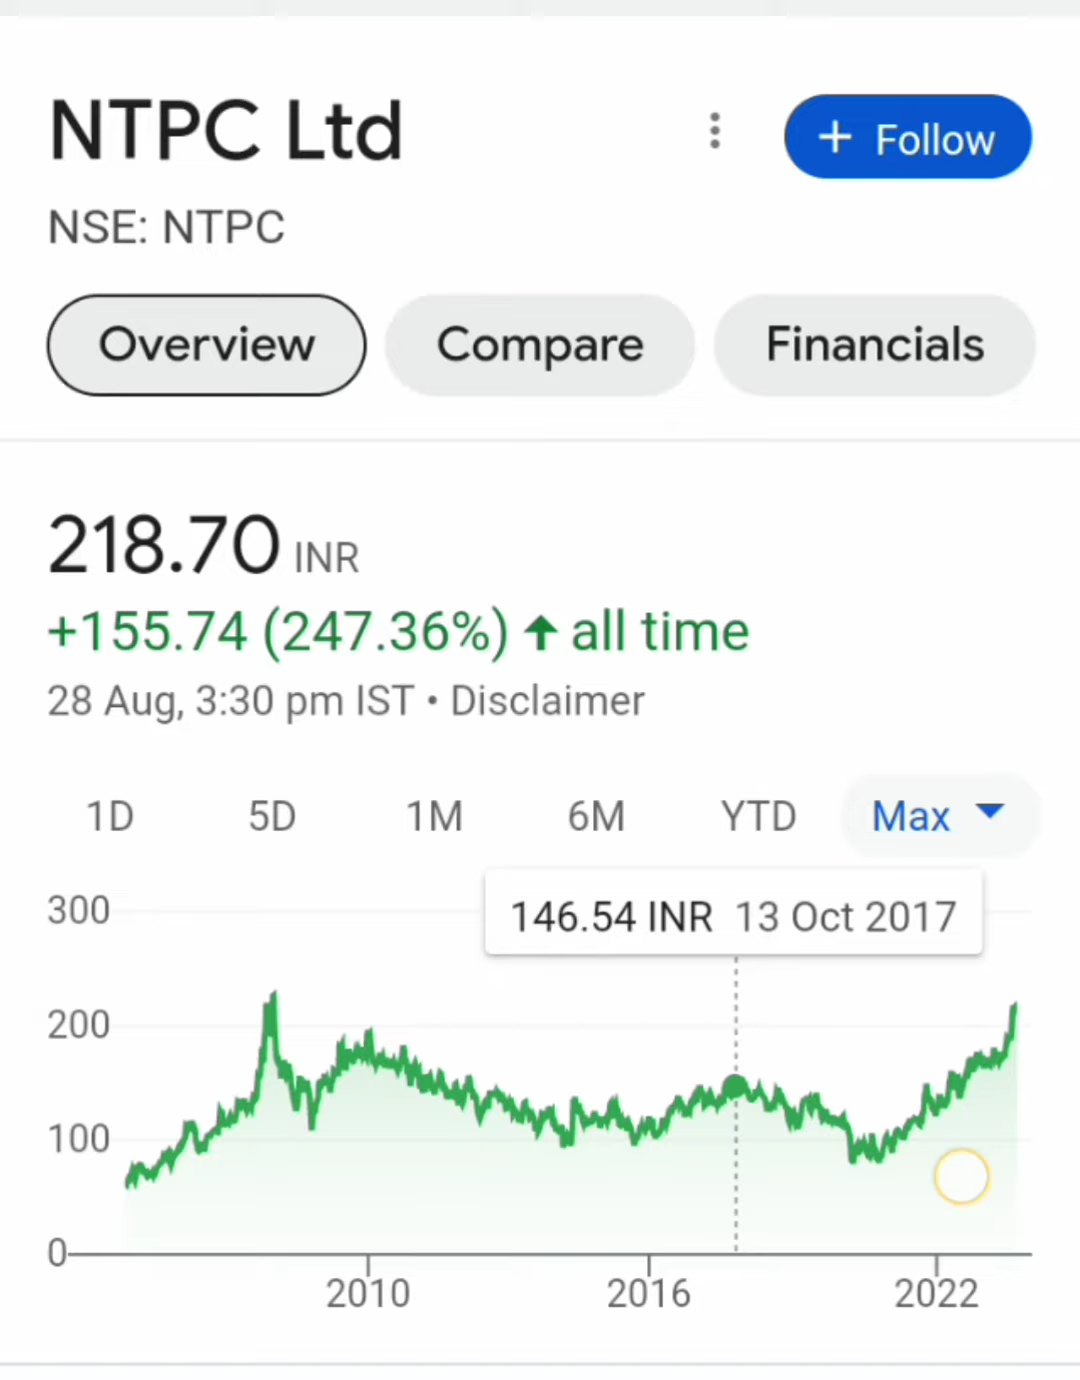 NTPC Ltd
+ Follow
NSE: NTPC
Overview Compare Financials
218.70 INR
+155.74 (247.36%) ↑ all time
28 Aug, 3:30 pm IST • Disclaimer
1D 5D 1M 6M YTD Max
146.54 INR 13 Oct 2017
300
200
100
0
2010 2016 2022